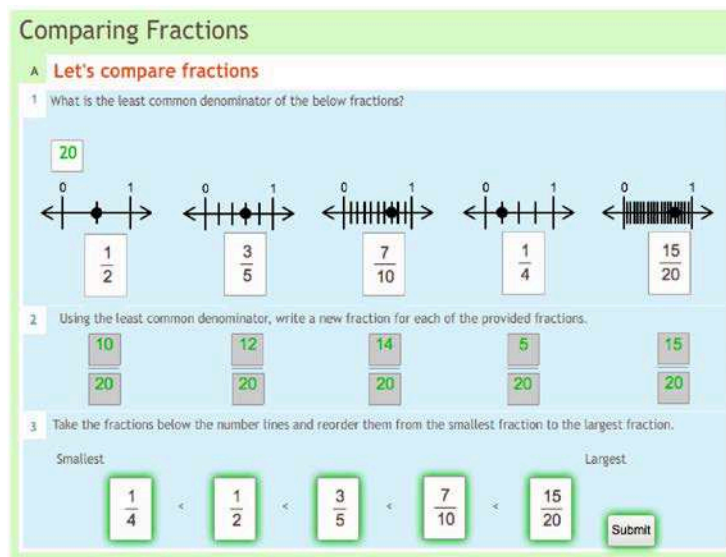 Comparing Fractions
A Let's compare fractions
1 What is the least common denominator of the below fractions?
20
0 1 0 1 0 1 0 1 0 1
1/2 3/5 7/10 1/4 15/20
2 Using the least common denominator, write a new fraction for each of the provided fractions.
10 12 14 5 15
20 20 20 20 20
3 Take the fractions below the number lines and reorder them from the smallest fraction to the largest fraction.
Smallest Largest
1/4 < 1/2 < 3/5 < 7/10 < 15/20
Submit